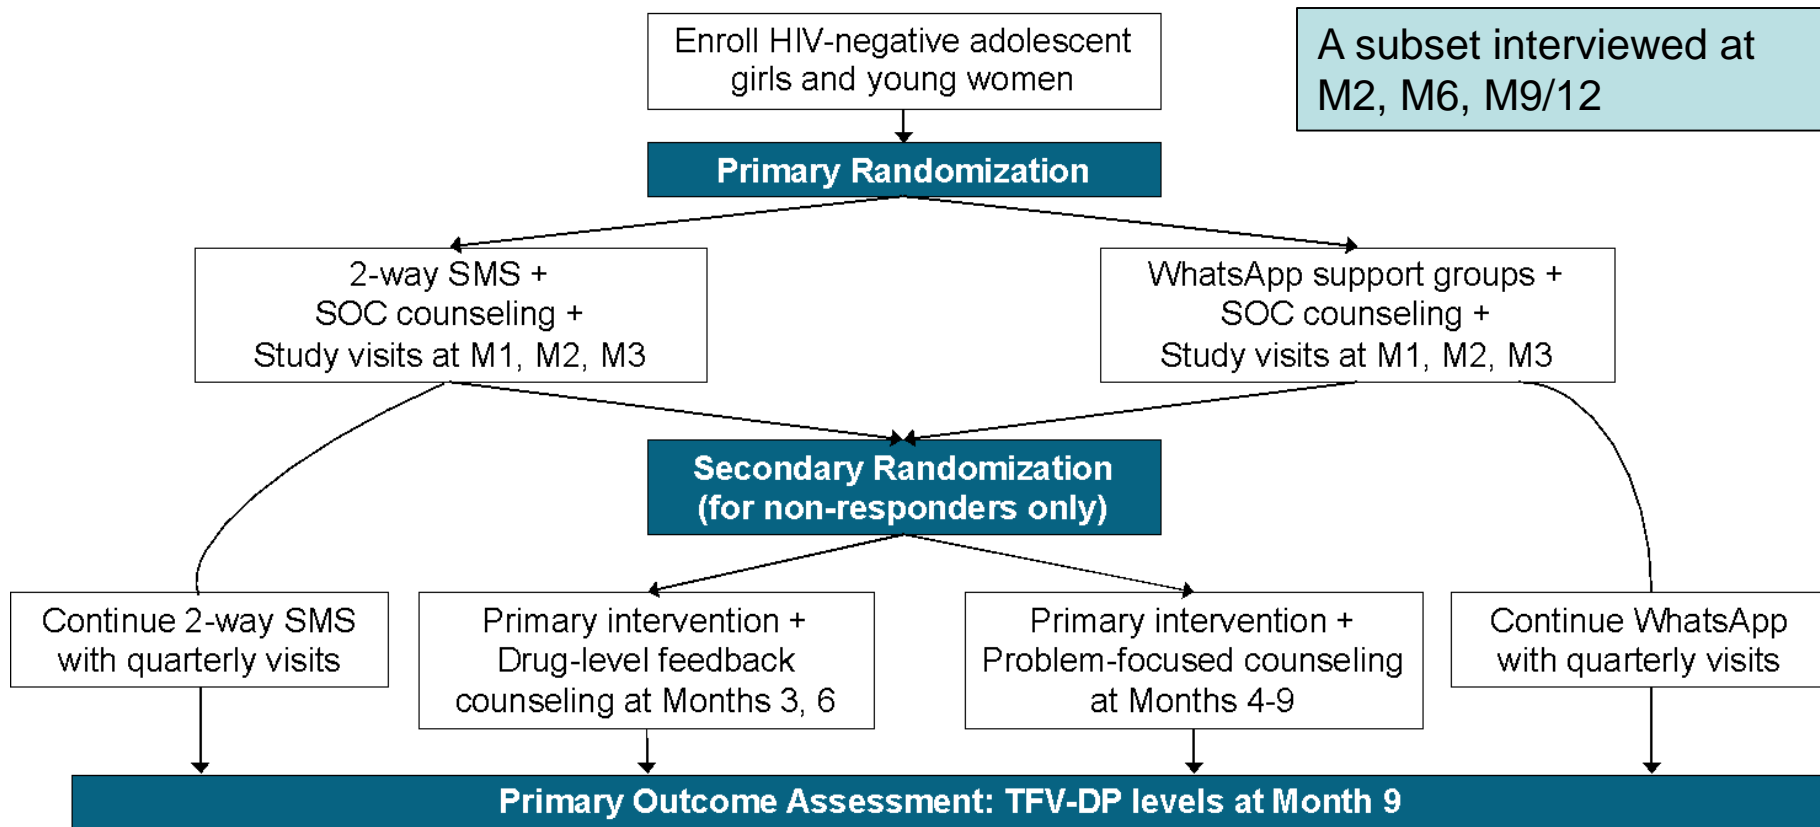 Enroll HIV-negative adolescent
girls and young women
A subset interviewed at
M2, M6, M9/12
Primary Randomization
2-way SMS +
SOC counseling +
Study visits at M1, M2, M3
WhatsApp support groups +
SOC counseling +
Study visits at M1, M2, M3
Secondary Randomization
(for non-responders only)
Continue 2-way SMS
with quarterly visits
Primary intervention +
Drug-level feedback
counseling at Months 3, 6
Primary intervention +
Problem-focused counseling
at Months 4-9
Continue WhatsApp
with quarterly visits
Primary Outcome Assessment: TFV-DP levels at Month 9